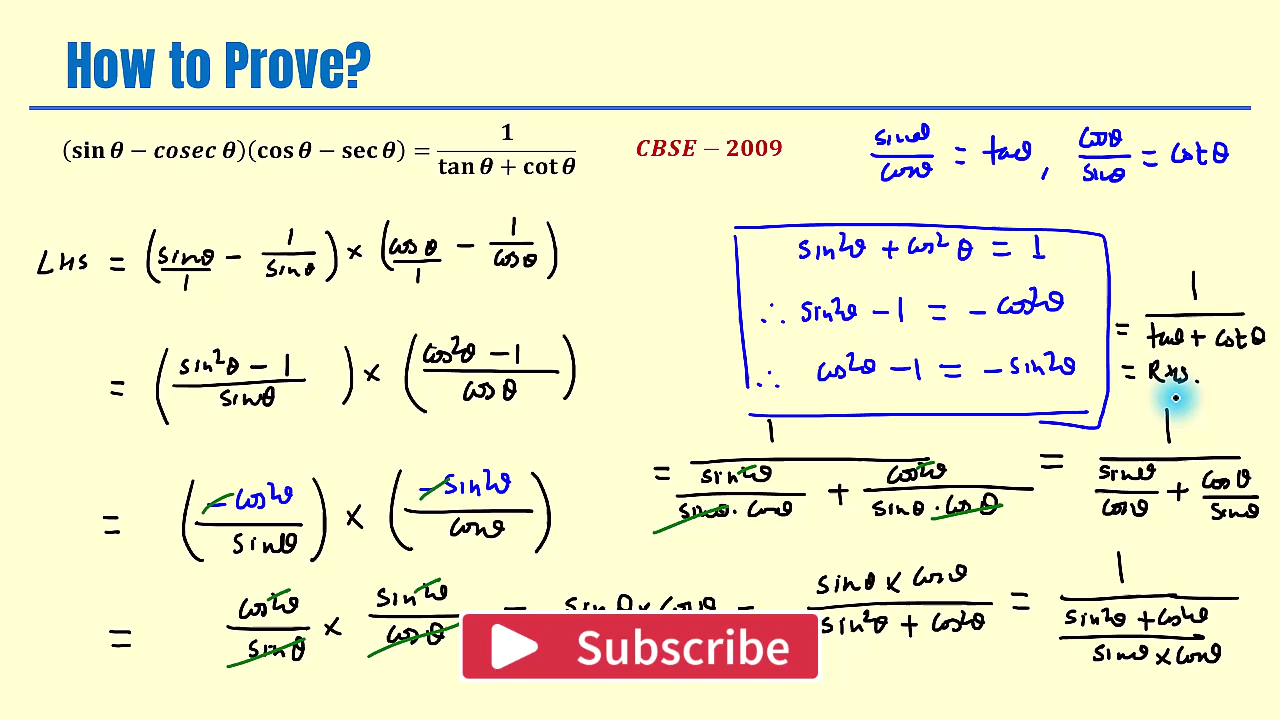 How to Prove?
(sin θ − cosec θ)(cos θ − sec θ) = 1/(tan θ + cot θ)
CBSE − 2009
sinθ/cosθ = tanθ, cosθ/sinθ = cotθ
LHS = (sinθ/1 − 1/sinθ) × (cosθ/1 − 1/cosθ)
= (sin²θ − 1/sinθ) × (cos²θ − 1/cosθ)
= (−cos²θ/sinθ) × (−sin²θ/cosθ)
= cos²θ/sinθ × sin²θ/cosθ = sinθ × cosθ =
sinθ × cosθ/sin²θ + cos²θ = 1/(sin²θ + cos²θ/sinθ × cosθ)
sin²θ + cos²θ = 1
∴ sin²θ − 1 = − cos²θ
∴ cos²θ − 1 = − sin²θ
= 1/(sin²θ/sinθ · cosθ + cos²θ/sinθ · cosθ) = 1/(sinθ/cosθ + cosθ/sinθ)
= 1/(tanθ + cotθ)
= RHS.
Subscribe